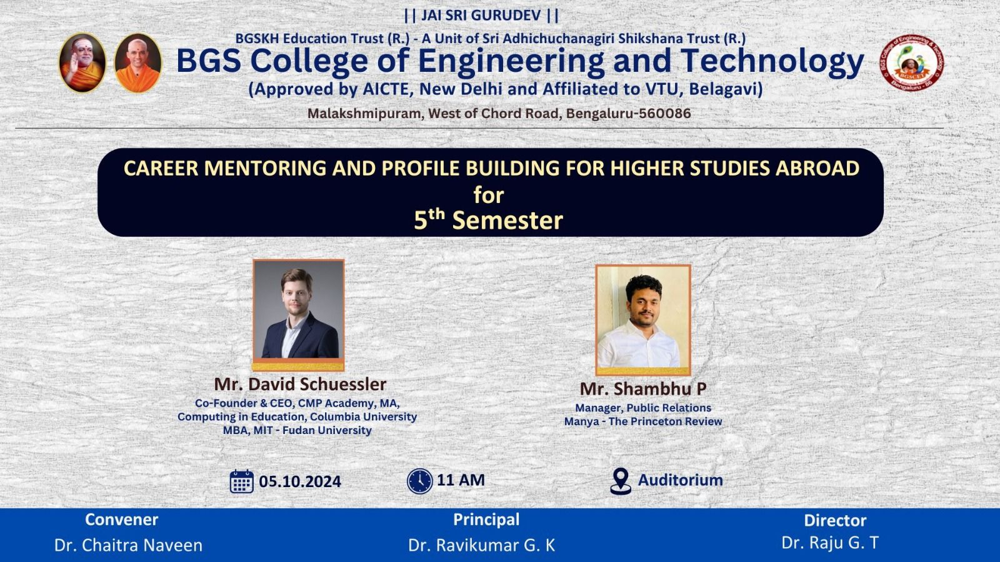 || JAI SRI GURUDEV ||
BGSKH Education Trust (R.) - A Unit of Sri Adhichuchanagiri Shikshana Trust (R.)
BGS College of Engineering and Technology
(Approved by AICTE, New Delhi and Affiliated to VTU, Belagavi)
Malakshmipuram, West of Chord Road, Bengaluru-560086
BGS College of Engineering & Technology
BGSCET
Bengaluru - 86
CAREER MENTORING AND PROFILE BUILDING FOR HIGHER STUDIES ABROAD
for
5th Semester
Mr. David Schuessler
Co-Founder & CEO, CMP Academy, MA,
Computing in Education, Columbia University
MBA, MIT - Fudan University
Mr. Shambhu P
Manager, Public Relations
Manya - The Princeton Review
05.10.2024
11 AM
Auditorium
Convener
Dr. Chaitra Naveen
Principal
Dr. Ravikumar G. K
Director
Dr. Raju G. T